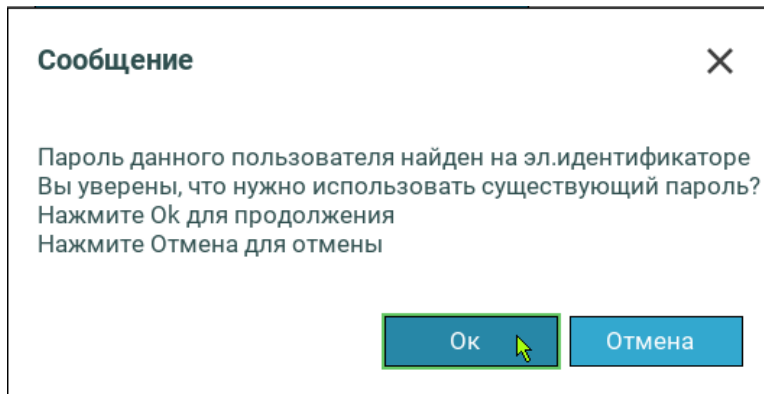 Сообщение
Пароль данного пользователя найден на эл.идентификаторе
Вы уверены, что нужно использовать существующий пароль?
Нажмите Ok для продолжения
Нажмите Отмена для отмены
Ок
Отмена